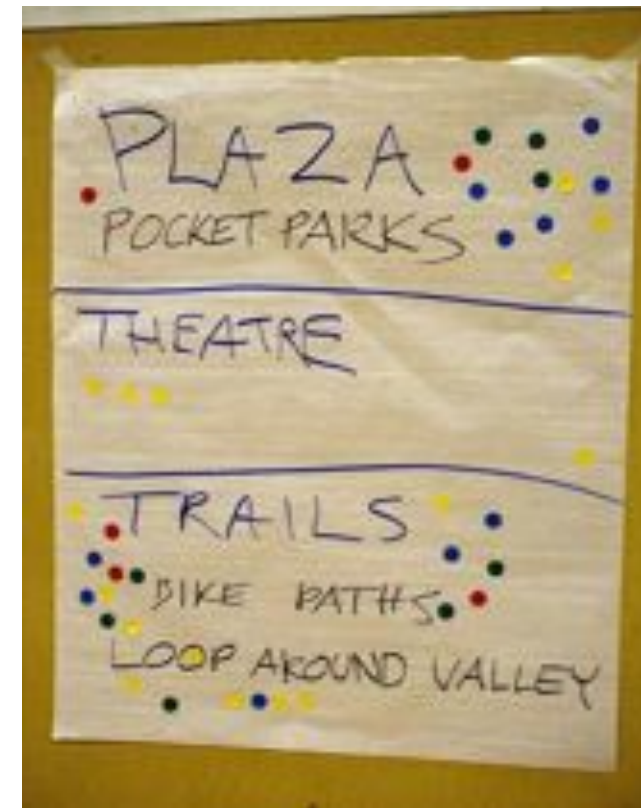 PLAZA
POCKET PARKS
THEATRE
TRAILS
BIKE PATHS
LOOP AROUND VALLEY